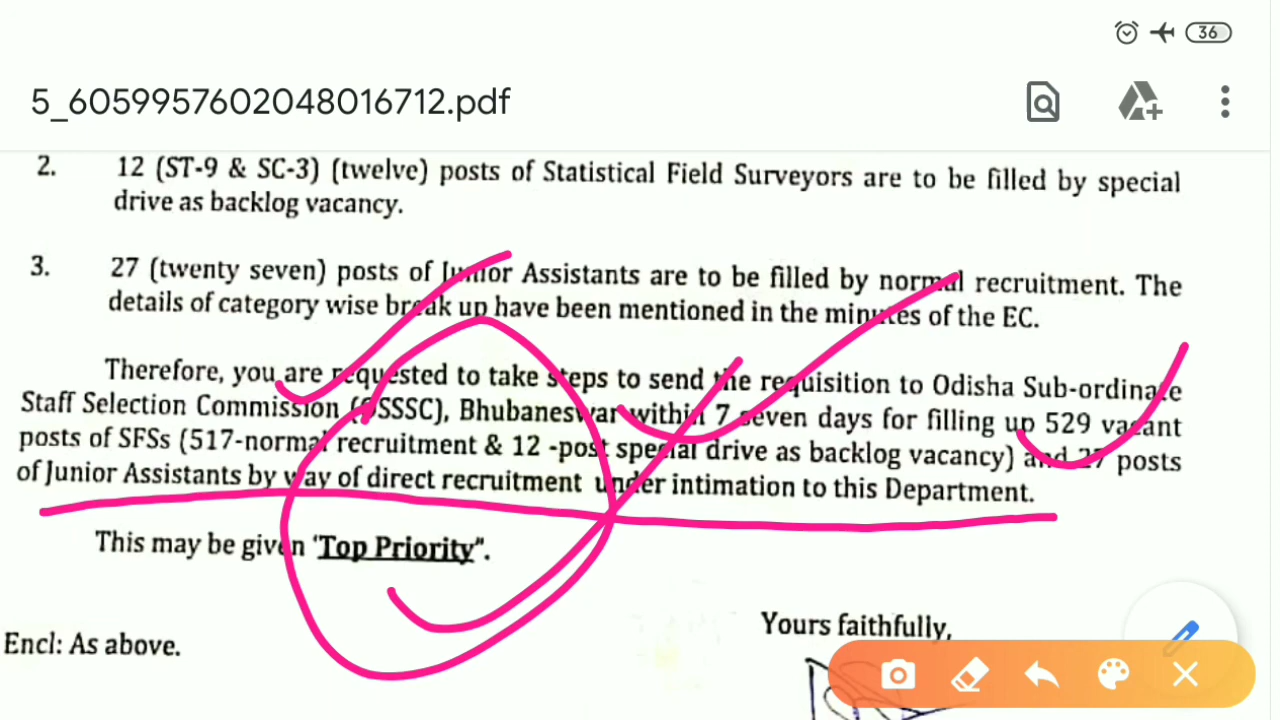 36
5_6059957602048016712.pdf
2. 12 (ST-9 & SC-3) (twelve) posts of Statistical Field Surveyors are to be filled by special
drive as backlog vacancy.
3. 27 (twenty seven) posts of Junior Assistants are to be filled by normal recruitment. The
details of category wise break up have been mentioned in the minutes of the EC.
Therefore, you are requested to take steps to send the requisition to Odisha Sub-ordinate
Staff Selection Commission (OSSSC), Bhubaneswar within 7 seven days for filling up 529 vacant
posts of SFSs (517-normal recruitment & 12 -post special drive as backlog vacancy) and 27 posts
of Junior Assistants by way of direct recruitment under intimation to this Department.
This may be given 'Top Priority".
Yours faithfully,
Encl: As above.